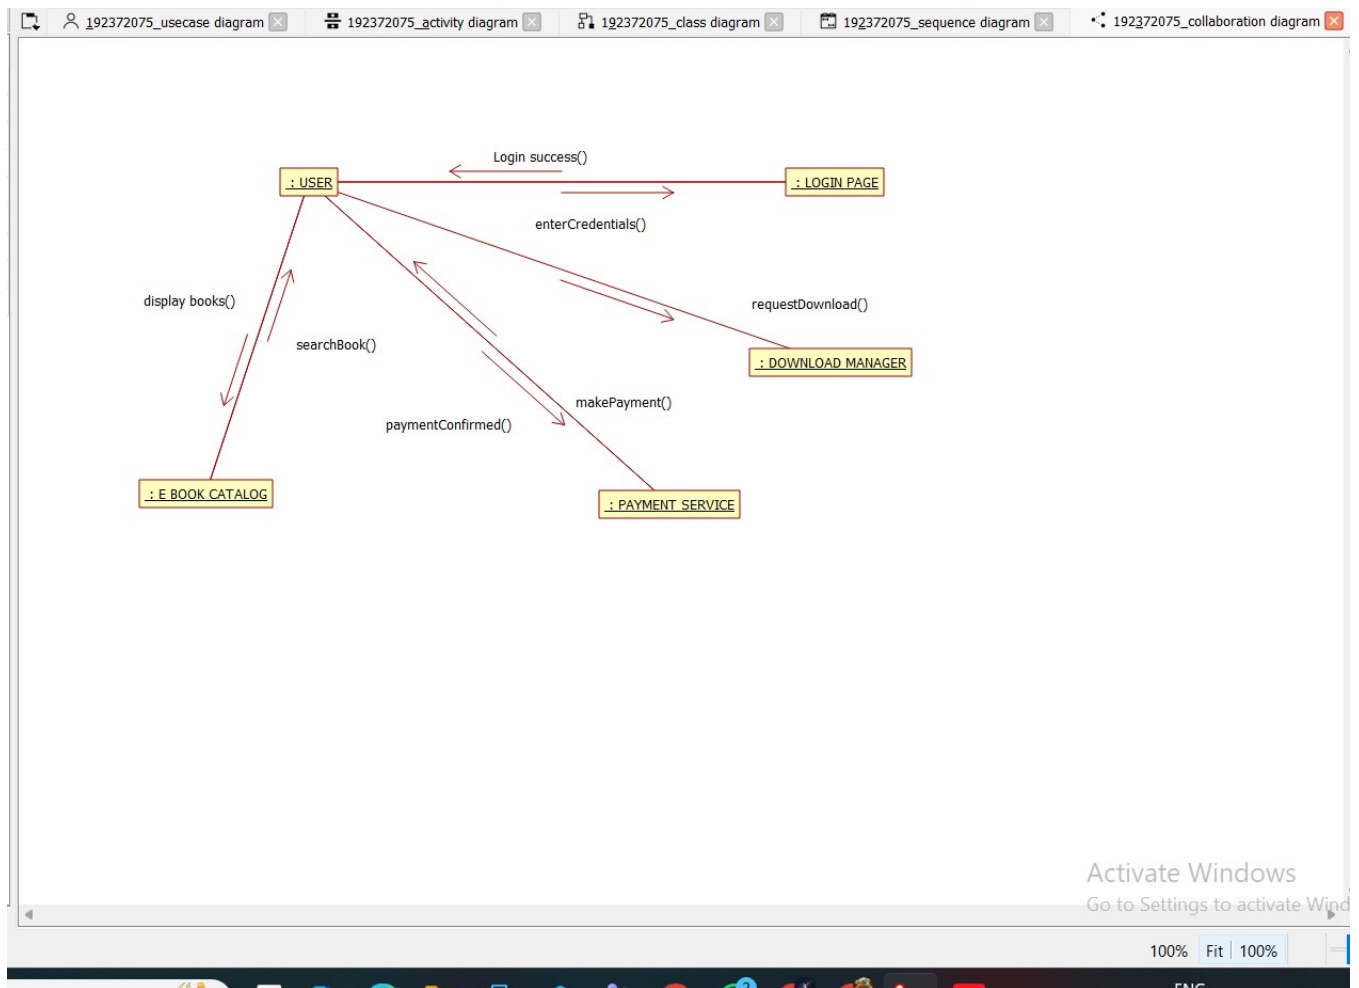 192372075_usecase diagram
192372075_activity diagram
192372075_class diagram
192372075_sequence diagram
192372075_collaboration diagram
Login success()
: USER
: LOGIN PAGE
enterCredentials()
display books()
requestDownload()
searchBook()
: DOWNLOAD MANAGER
makePayment()
paymentConfirmed()
: E BOOK CATALOG
: PAYMENT SERVICE
Activate Windows
Go to Settings to activate Wind
100% Fit 100%
2
ENG